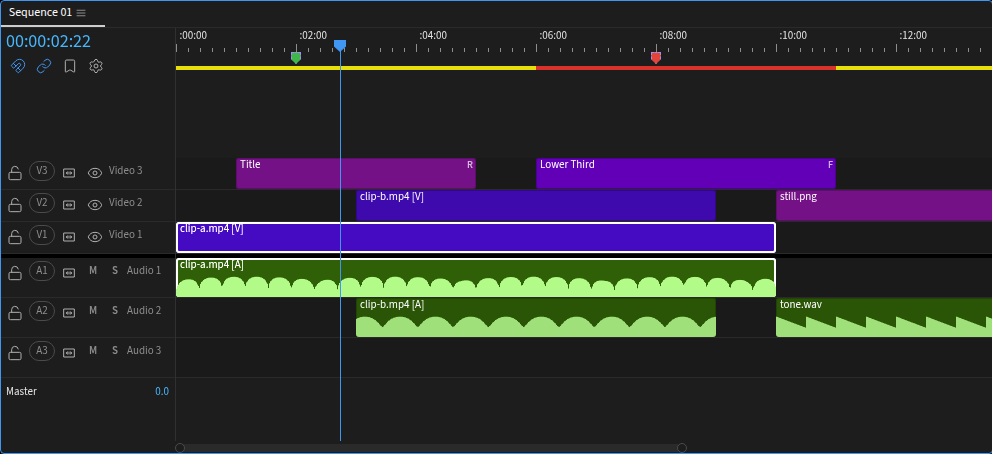 Sequence 01
00:00:02:22
:00:00 :02:00 :04:00 :06:00 :08:00 :10:00 :12:00
V3 Video 3 Title R Lower Third F
V2 Video 2 clip-b.mp4 [V] still.png
V1 Video 1 clip-a.mp4 [V]
A1 M S Audio 1 clip-a.mp4 [A]
A2 M S Audio 2 clip-b.mp4 [A] tone.wav
A3 M S Audio 3
Master 0.0